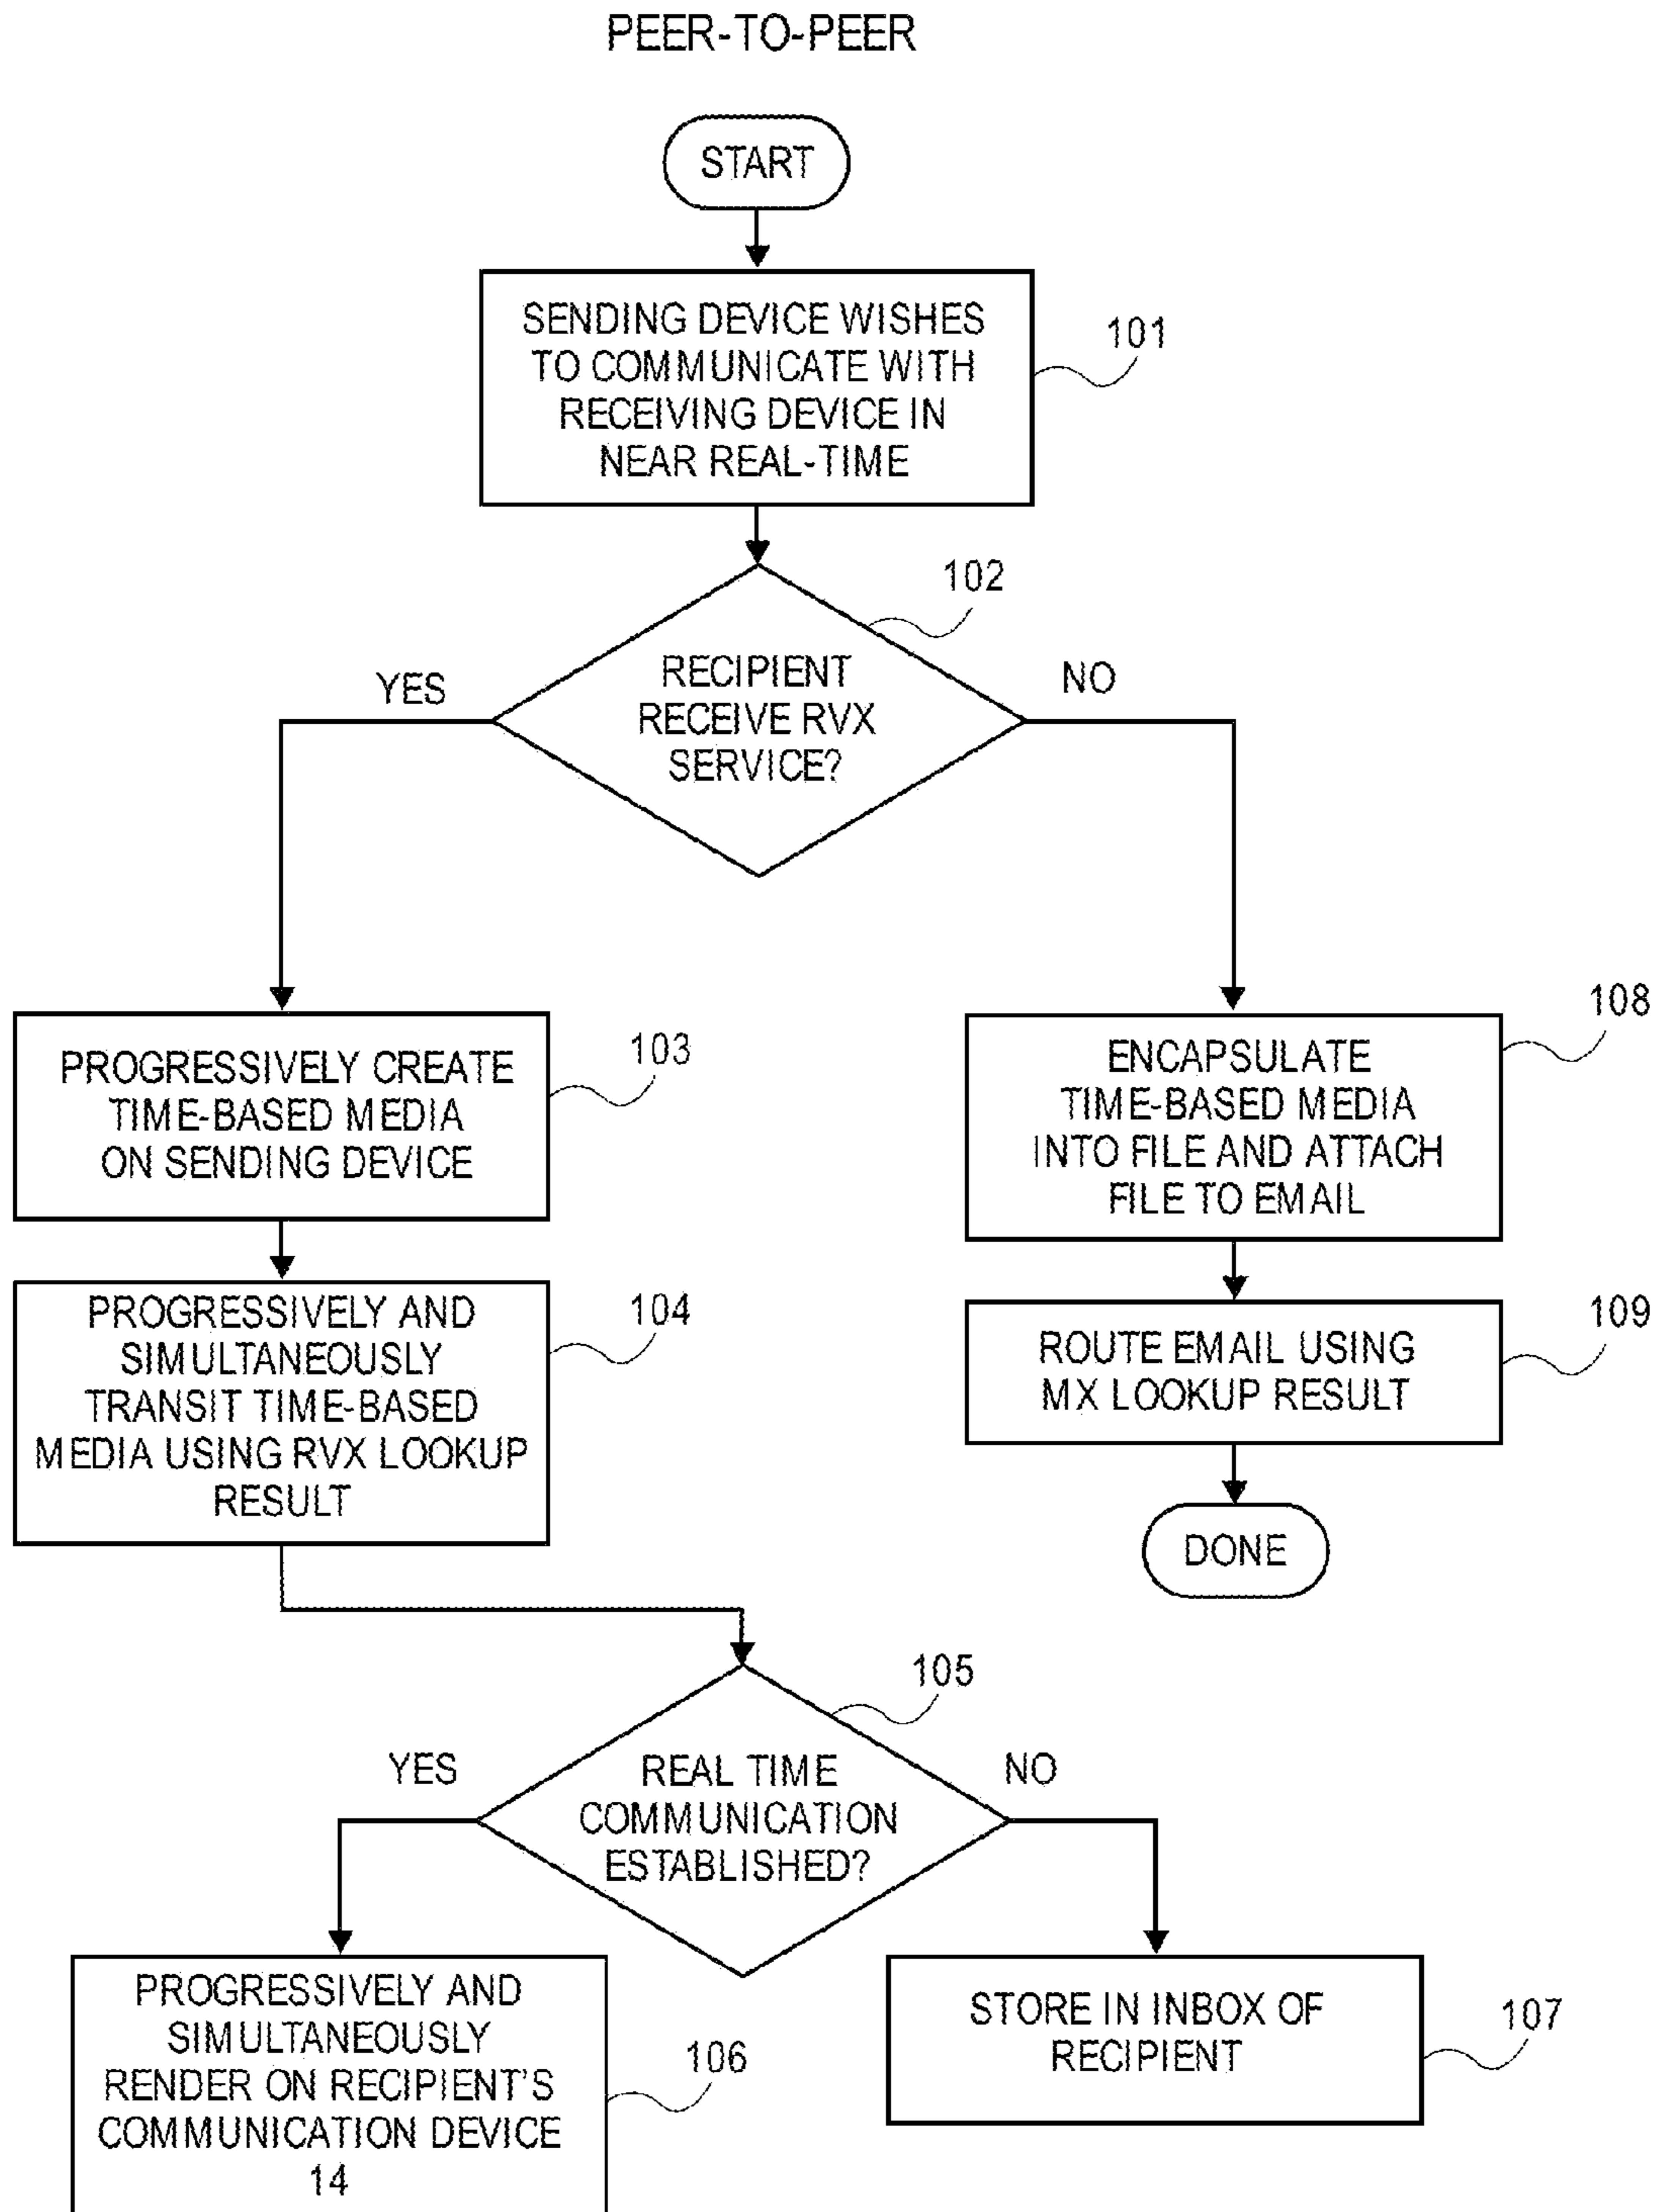 PEER-TO-PEER
START
SENDING DEVICE WISHES
TO COMMUNICATE WITH
RECEIVING DEVICE IN
NEAR REAL-TIME
101
102
RECIPIENT
RECEIVE RVX
SERVICE?
YES
NO
PROGRESSIVELY CREATE
TIME-BASED MEDIA
ON SENDING DEVICE
103
108
ENCAPSULATE
TIME-BASED MEDIA
INTO FILE AND ATTACH
FILE TO EMAIL
PROGRESSIVELY AND
SIMULTANEOUSLY
TRANSIT TIME-BASED
MEDIA USING RVX LOOKUP
RESULT
104
109
ROUTE EMAIL USING
MX LOOKUP RESULT
DONE
105
REAL TIME
COMMUNICATION
ESTABLISHED?
YES
NO
PROGRESSIVELY AND
SIMULTANEOUSLY
RENDER ON RECIPIENT'S
COMMUNICATION DEVICE
14
106
STORE IN INBOX OF
RECIPIENT
107